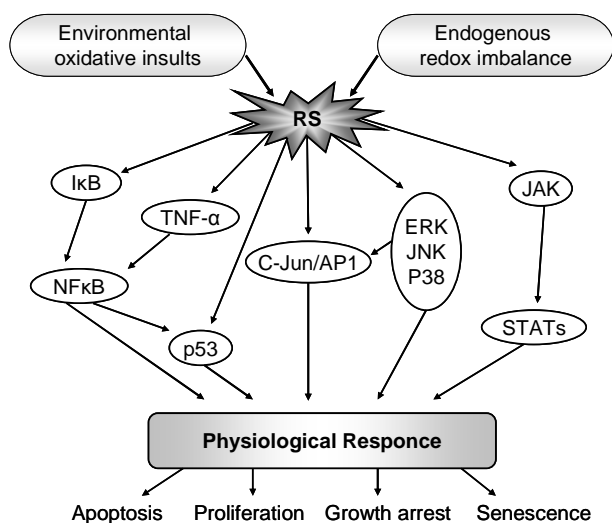 Environmental
oxidative insults
Endogenous
redox imbalance
RS
IκB
JAK
TNF-α
ERK
JNK
P38
C-Jun/AP1
NFκB
STATs
p53
Physiological Responce
Apoptosis Proliferation Growth arrest Senescence